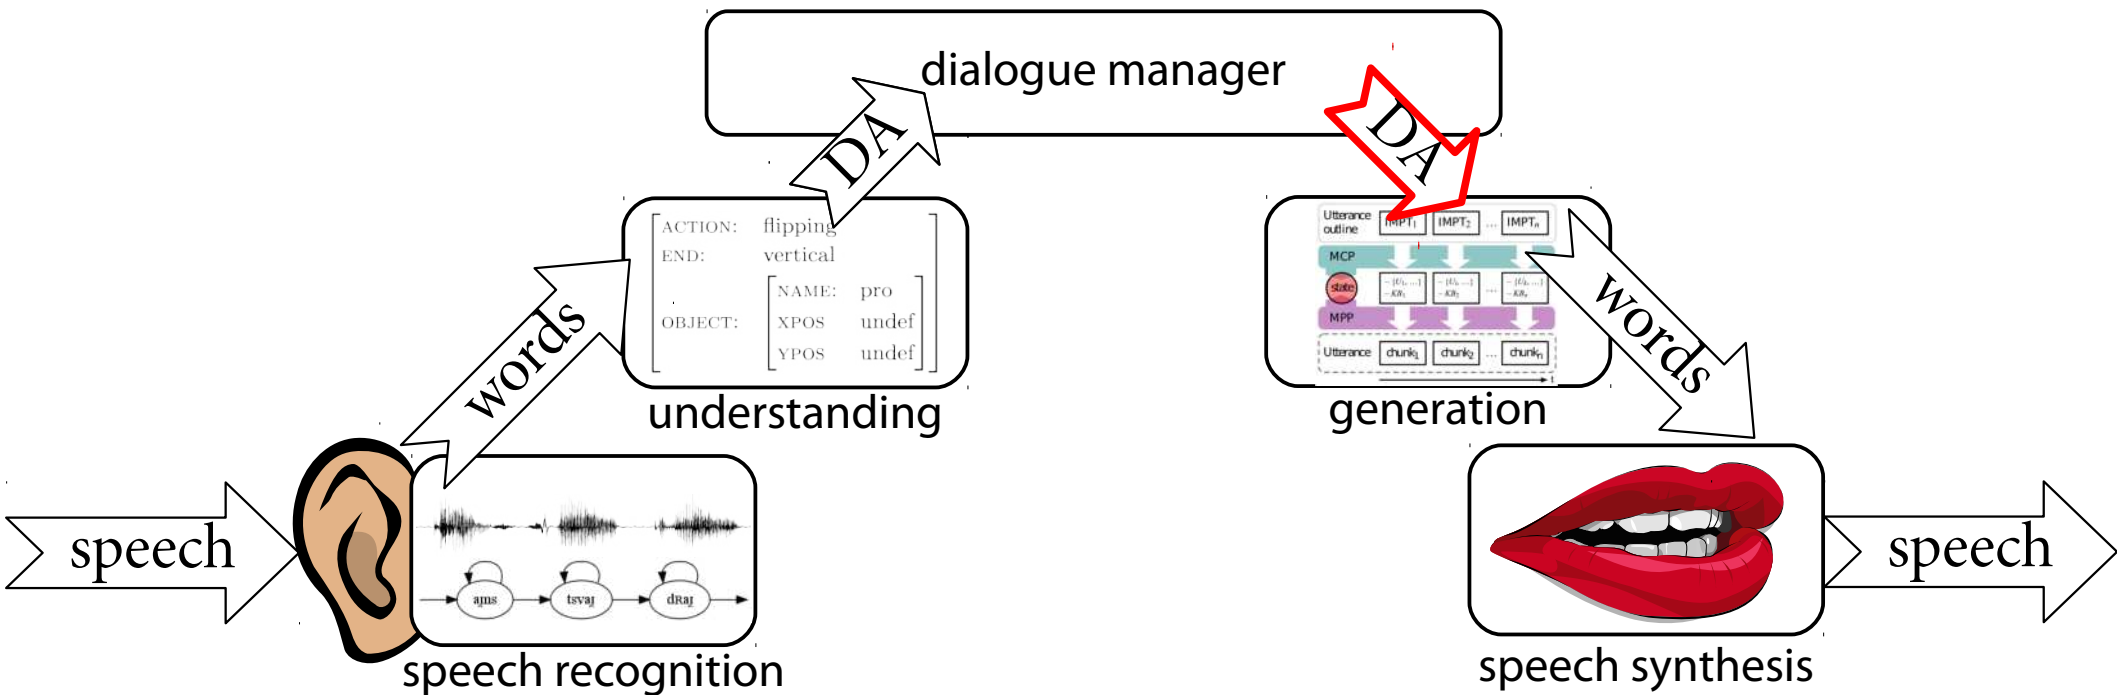 dialogue manager
DA
DA
ACTION: flipping
END: vertical
OBJECT:
NAME: pro
XPOS undef
YPOS undef
understanding
Utterance outline IMPT1 IMPT2 ... IMPTn
MCP
state
MPP
Utterance chunk1 chunk2 ... chunkn
t
generation
words
words
speech
ajms tsvaj dRaj
speech recognition
speech synthesis
speech